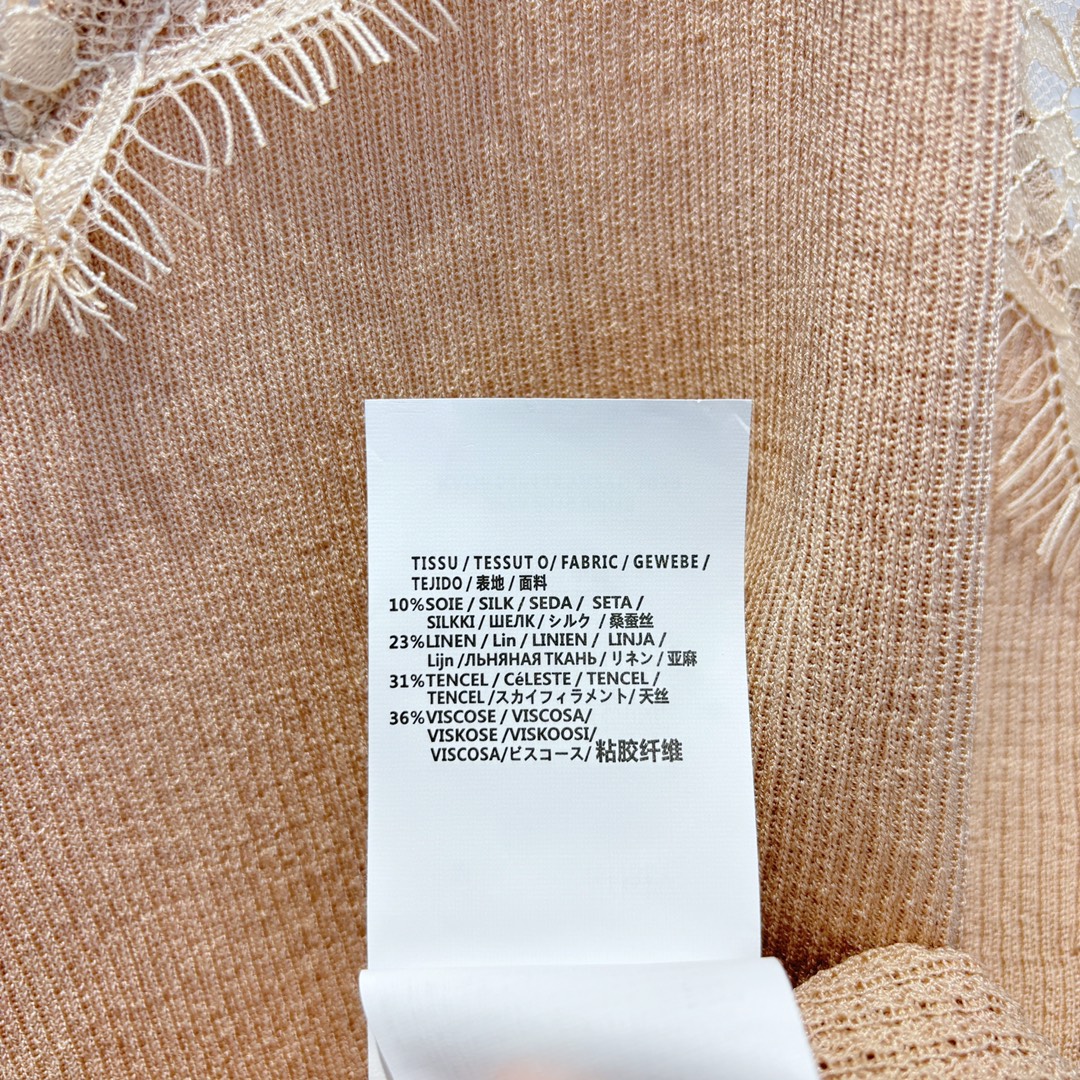 TISSU / TESSUT O/ FABRIC / GEWEBE /
TEJIDO / 表地 / 面料
10%SOIE / SILK / SEDA / SETA /
SILKKI / ШЕЛК / シルク / 桑蚕丝
23%LINEN / Lin / LINIEN / LINJA /
Lijn /ЛЬНЯНАЯ ТКАНЬ / リネン / 亚麻
31%TENCEL / CéLESTE / TENCEL /
TENCEL /スカイフィラメント/ 天丝
36%VISCOSE / VISCOSA/
VISKOSE /VISKOOSI/
VISCOSA/ビスコース/ 粘胶纤维